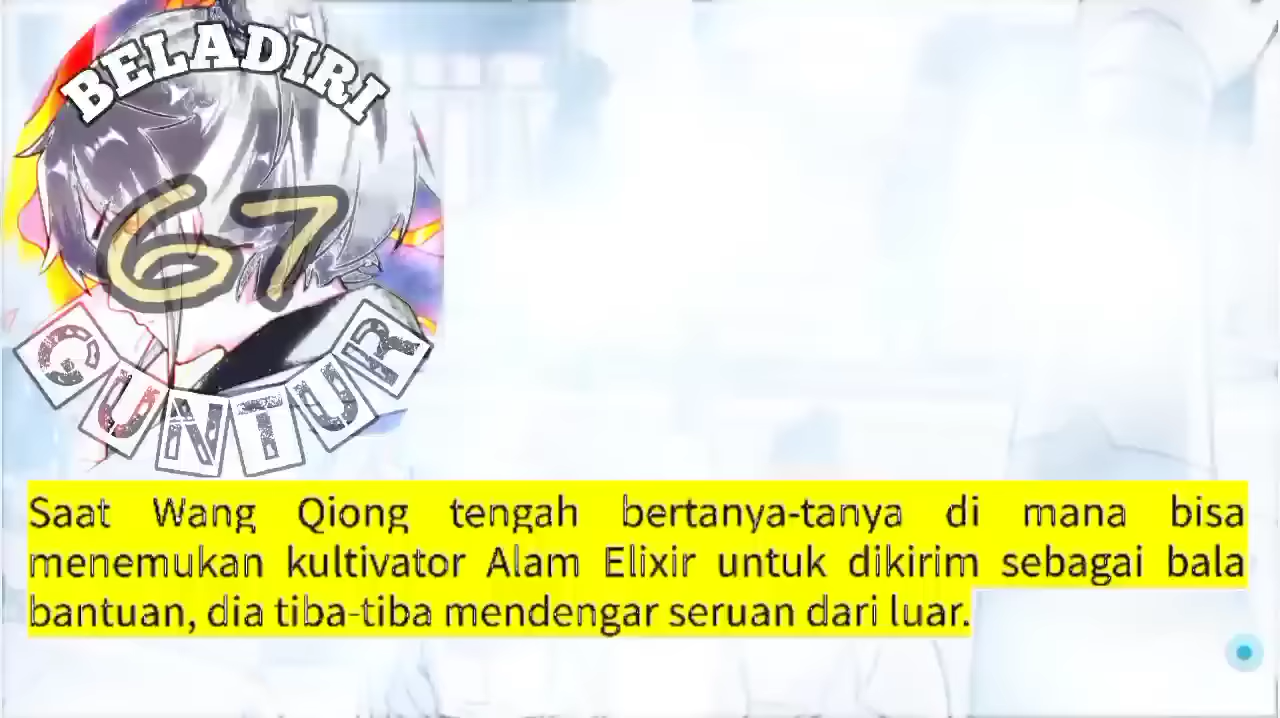 BELADIRI
67
GUNTUR
Saat Wang Qiong tengah bertanya-tanya di mana bisa
menemukan kultivator Alam Elixir untuk dikirim sebagai bala
bantuan, dia tiba-tiba mendengar seruan dari luar.